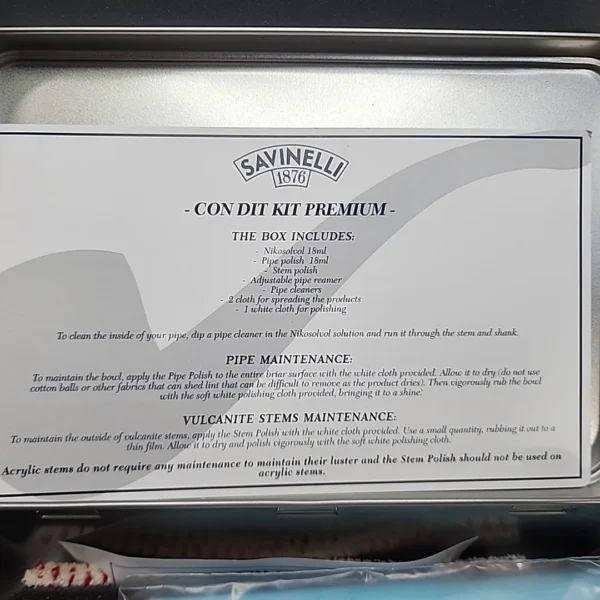 SAVINELLI
1876
- CON DIT KIT PREMIUM -
THE BOX INCLUDES:
- Nikosolvol 18ml
- Pipe polish 18ml
- Stem polish
- Adjustable pipe reamer
- Pipe cleaners
- 2 cloth for spreading the products
- 1 white cloth for polishing
To clean the inside of your pipe, dip a pipe cleaner in the Nikosolvol solution and run it through the stem and shank.
PIPE MAINTENANCE:
To maintain the bowl, apply the Pipe Polish to the entire briar surface with the white cloth provided. Allow it to dry (do not use
cotton balls or other fabrics that can shed lint that can be difficult to remove as the product dries). Then vigorously rub the bowl
with the soft white polishing cloth provided, bringing it to a shine.
VULCANITE STEMS MAINTENANCE:
To maintain the outside of vulcanite stems, apply the Stem Polish with the white cloth provided. Use a small quantity, rubbing it out to a
thin film. Allow it to dry and polish vigorously with the soft white polishing cloth.
Acrylic stems do not require any maintenance to maintain their luster and the Stem Polish should not be used on
acrylic stems.